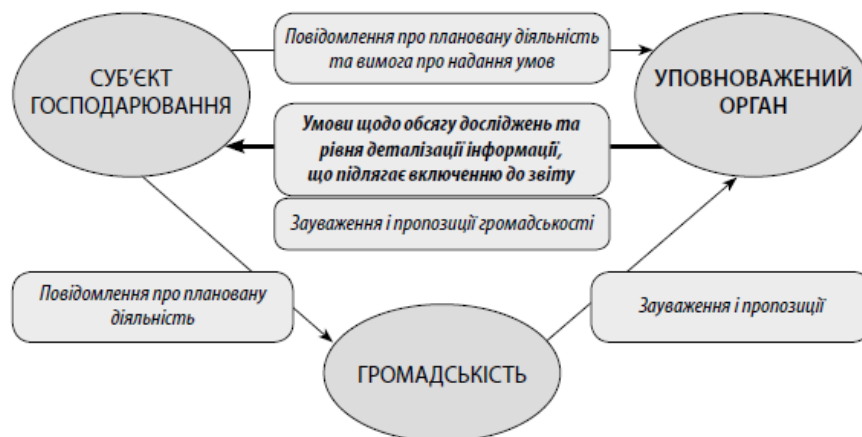 Повідомлення про плановану діяльність
та вимога про надання умов
СУБ’ЄКТ
ГОСПОДАРЮВАННЯ
УПОВНОВАЖЕНИЙ
ОРГАН
Умови щодо обсягу досліджень та
рівня деталізації інформації,
що підлягає включенню до звіту
Зауваження і пропозиції громадськості
Повідомлення про плановану
діяльність
Зауваження і пропозиції
ГРОМАДСЬКІСТЬ